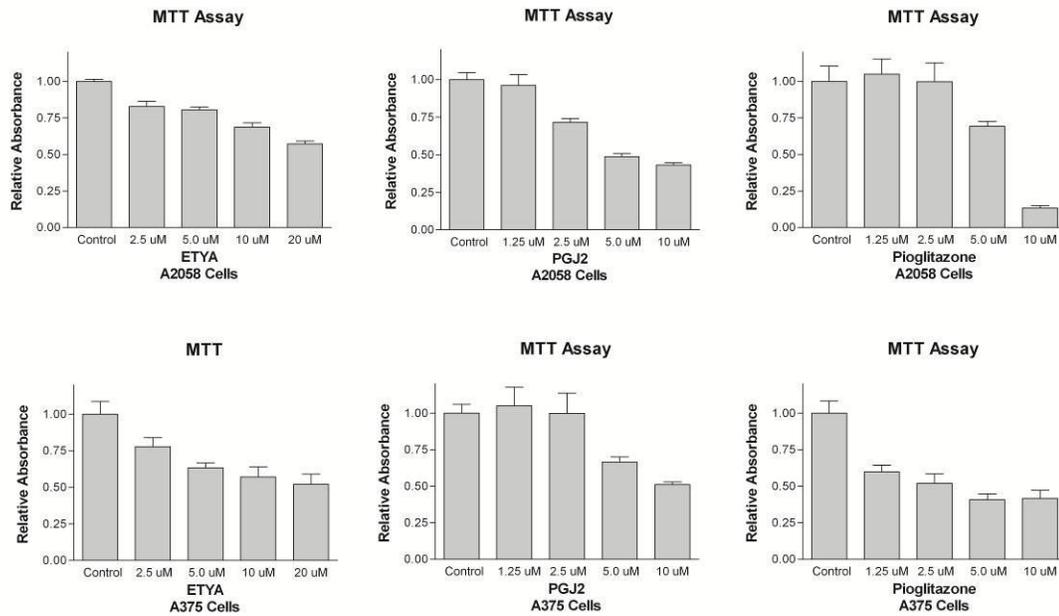 MTT Assay
Relative Absorbance
1.00
0.75
0.50
0.25
0.00
Control 2.5 uM 5.0 uM 10 uM 20 uM
ETYA
A2058 Cells
MTT Assay
Relative Absorbance
1.00
0.75
0.50
0.25
0.00
Control 1.25 uM 2.5 uM 5.0 uM 10 uM
PGJ2
A2058 Cells
MTT Assay
Relative Absorbance
1.00
0.75
0.50
0.25
0.00
Control 1.25 uM 2.5 uM 5.0 uM 10 uM
Pioglitazone
A2058 Cells
MTT
Relative Absorbance
1.00
0.75
0.50
0.25
0.00
Control 2.5 uM 5.0 uM 10 uM 20 uM
ETYA
A375 Cells
MTT Assay
Relative Absorbance
1.00
0.75
0.50
0.25
0.00
Control 1.25 uM 2.5 uM 5.0 uM 10 uM
PGJ2
A375 Cells
MTT Assay
Relative Absorbance
1.00
0.75
0.50
0.25
0.00
Control 1.25 uM 2.5 uM 5.0 uM 10 uM
Pioglitazone
A375 Cells